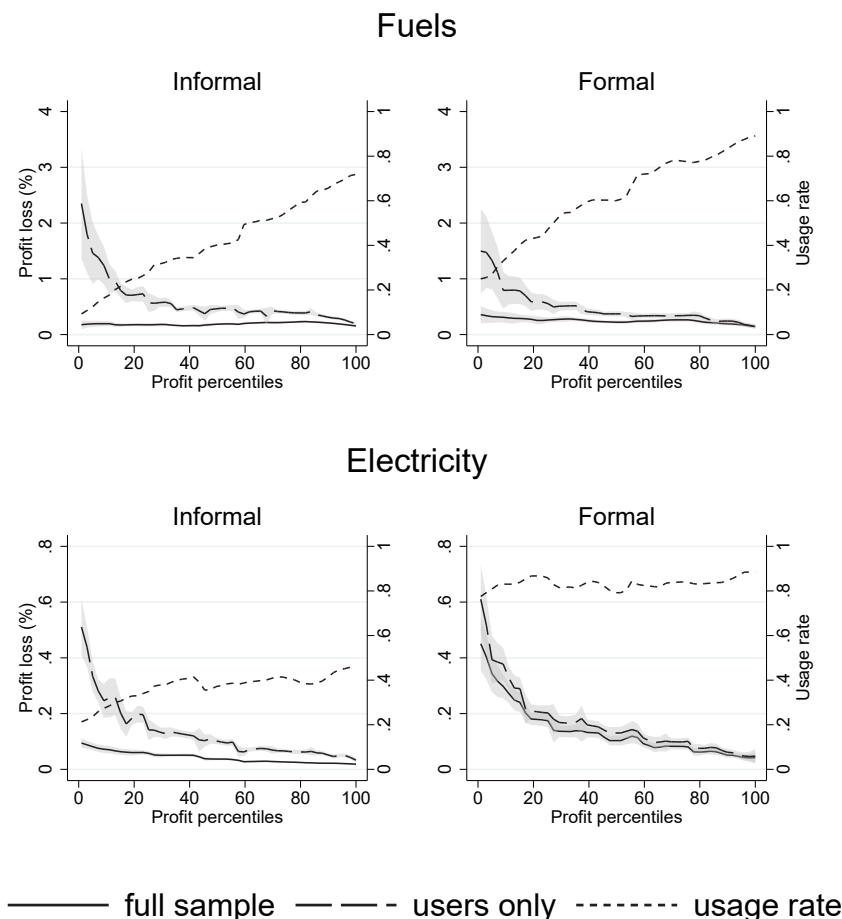 Fuels
Informal
Formal
Profit loss (%)
0 1 2 3 4
0 .2 .4 .6 .8 1
0 20 40 60 80 100
Profit percentiles
0 1 2 3 4
0 .2 .4 .6 .8 1
Usage rate
0 20 40 60 80 100
Profit percentiles
Electricity
Informal
Formal
Profit loss (%)
0 .2 .4 .6 .8
0 .2 .4 .6 .8 1
0 20 40 60 80 100
Profit percentiles
0 .2 .4 .6 .8
0 .2 .4 .6 .8 1
Usage rate
0 20 40 60 80 100
Profit percentiles
full sample users only usage rate